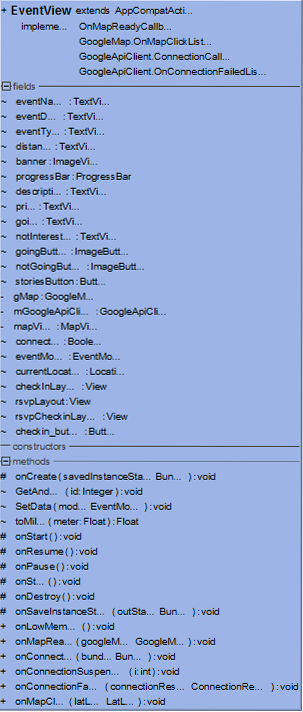 + EventView extends AppCompatActi...
impleme... OnMapReadyCallb...
GoogleMap.OnMapClickList...
GoogleApiClient.ConnectionCall...
GoogleApiClient.OnConnectionFailedLis...
fields
~ eventNa... : TextVi...
~ eventD... : TextVi...
~ eventTy... : TextVi...
~ distan... : TextVi...
~ banner: ImageVi...
~ progressBar: ProgressBar
~ descripti... : TextVi...
~ pri... : TextVi...
~ goi... : TextVi...
~ notInterest... : TextVi...
~ goingButt... : ImageButt...
~ notGoingBut... : ImageButt...
~ storiesButton: Butt...
- gMap: GoogleM...
- mGoogleApiCli... : GoogleApiCli...
- mapVi... : MapVi...
~ connect... : Boole...
~ eventMo... : EventMo...
~ currentLocat... : Locati...
~ checkInLay... : View
~ rsvpLayout: View
~ rsvpCheckinLay... : View
~ checkin_but... : Butt...
constructors
methods
# onCreate (savedInstanceSta... Bun... ): void
~ GetAnd... ( id: Integer): void
~ SetData (mod... EventMo... ): void
~ toMil... (meter: Float): Float
# onStart (): void
# onResume (): void
# onPause (): void
# onSt... (): void
# onDestroy (): void
# onSaveInstanceSt... (outSta... Bun... ): void
+ onLowMem... (): void
+ onMapRea... (googleM... GoogleM... ): void
+ onConnect... (bund... Bun... ): void
+ onConnectionSuspen... (i: int): void
+ onConnectionFa... (connectionRes... ConnectionRe... ): void
+ onMapCl... (latL... LatL... ): void